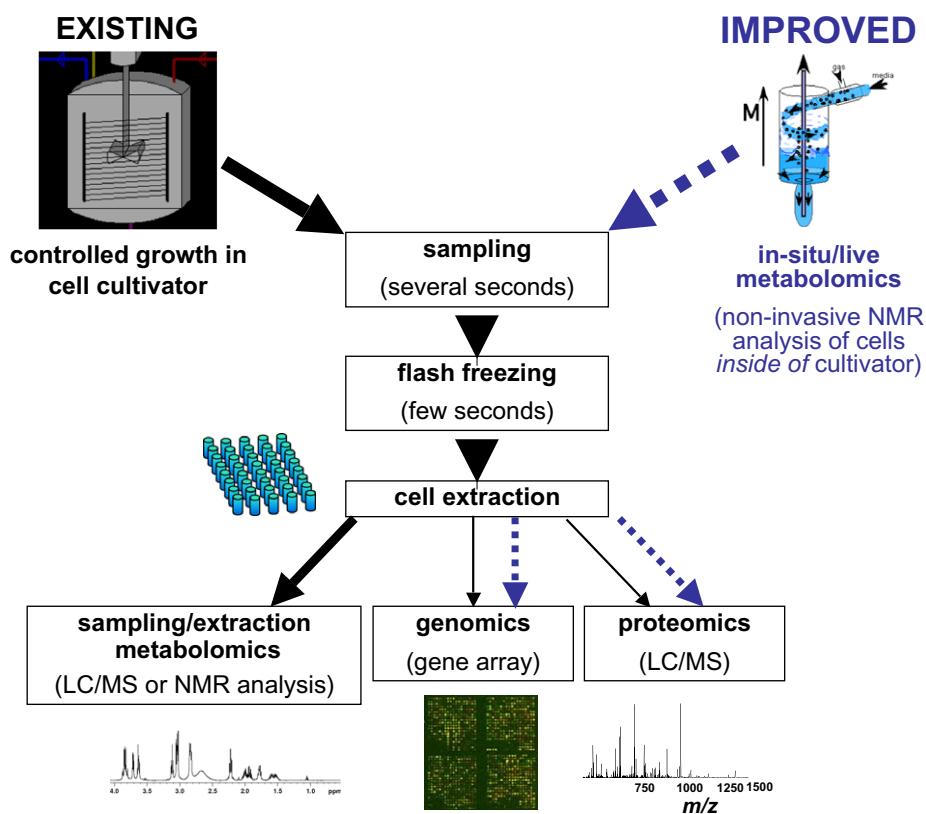 EXISTING
IMPROVED
gas
media
M
controlled growth in
cell cultivator
sampling
(several seconds)
in-situ/live
metabolomics
(non-invasive NMR
analysis of cells
inside of cultivator)
flash freezing
(few seconds)
cell extraction
sampling/extraction
metabolomics
(LC/MS or NMR analysis)
genomics
(gene array)
proteomics
(LC/MS)
4.0 3.5 3.0 2.5 2.0 1.5 1.0 ppm
750 1000 1250 1500
m/z